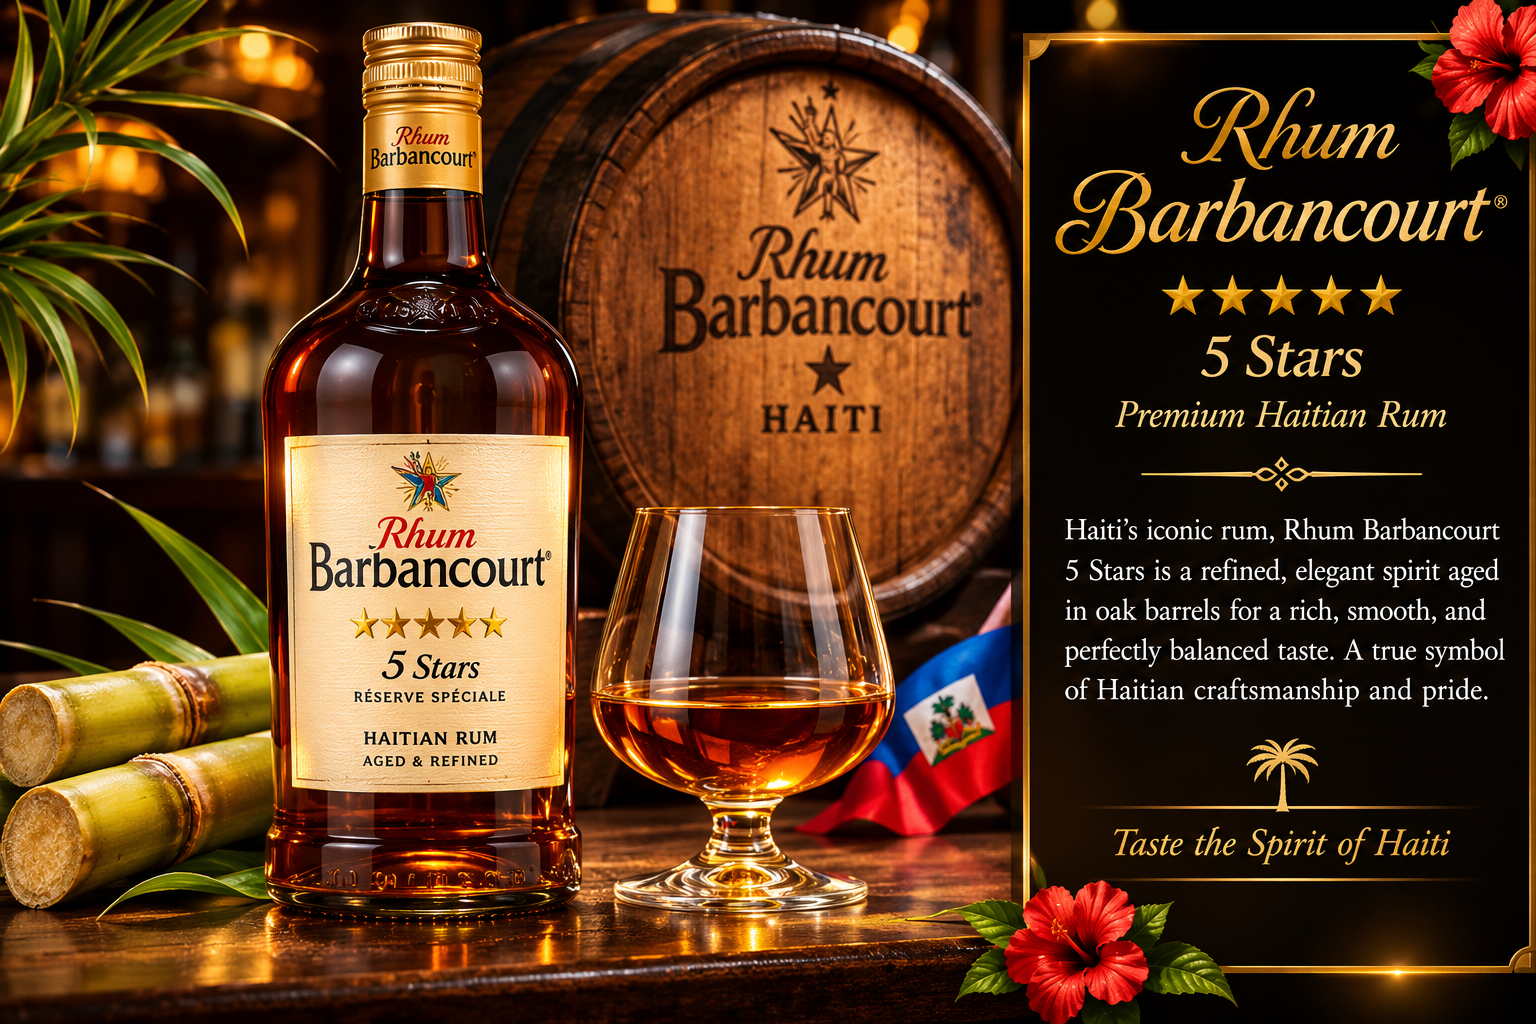 Rhum
Barbancourt
Rhum
Barbancourt®
5 Stars
RÉSERVE SPÉCIALE
HAITIAN RUM
AGED & REFINED
Rhum
Barbancourt
HAITI
Rhum
Barbancourt®
5 Stars
Premium Haitian Rum
Haiti’s iconic rum, Rhum Barbancourt
5 Stars is a refined, elegant spirit aged
in oak barrels for a rich, smooth, and
perfectly balanced taste. A true symbol
of Haitian craftsmanship and pride.
Taste the Spirit of Haiti